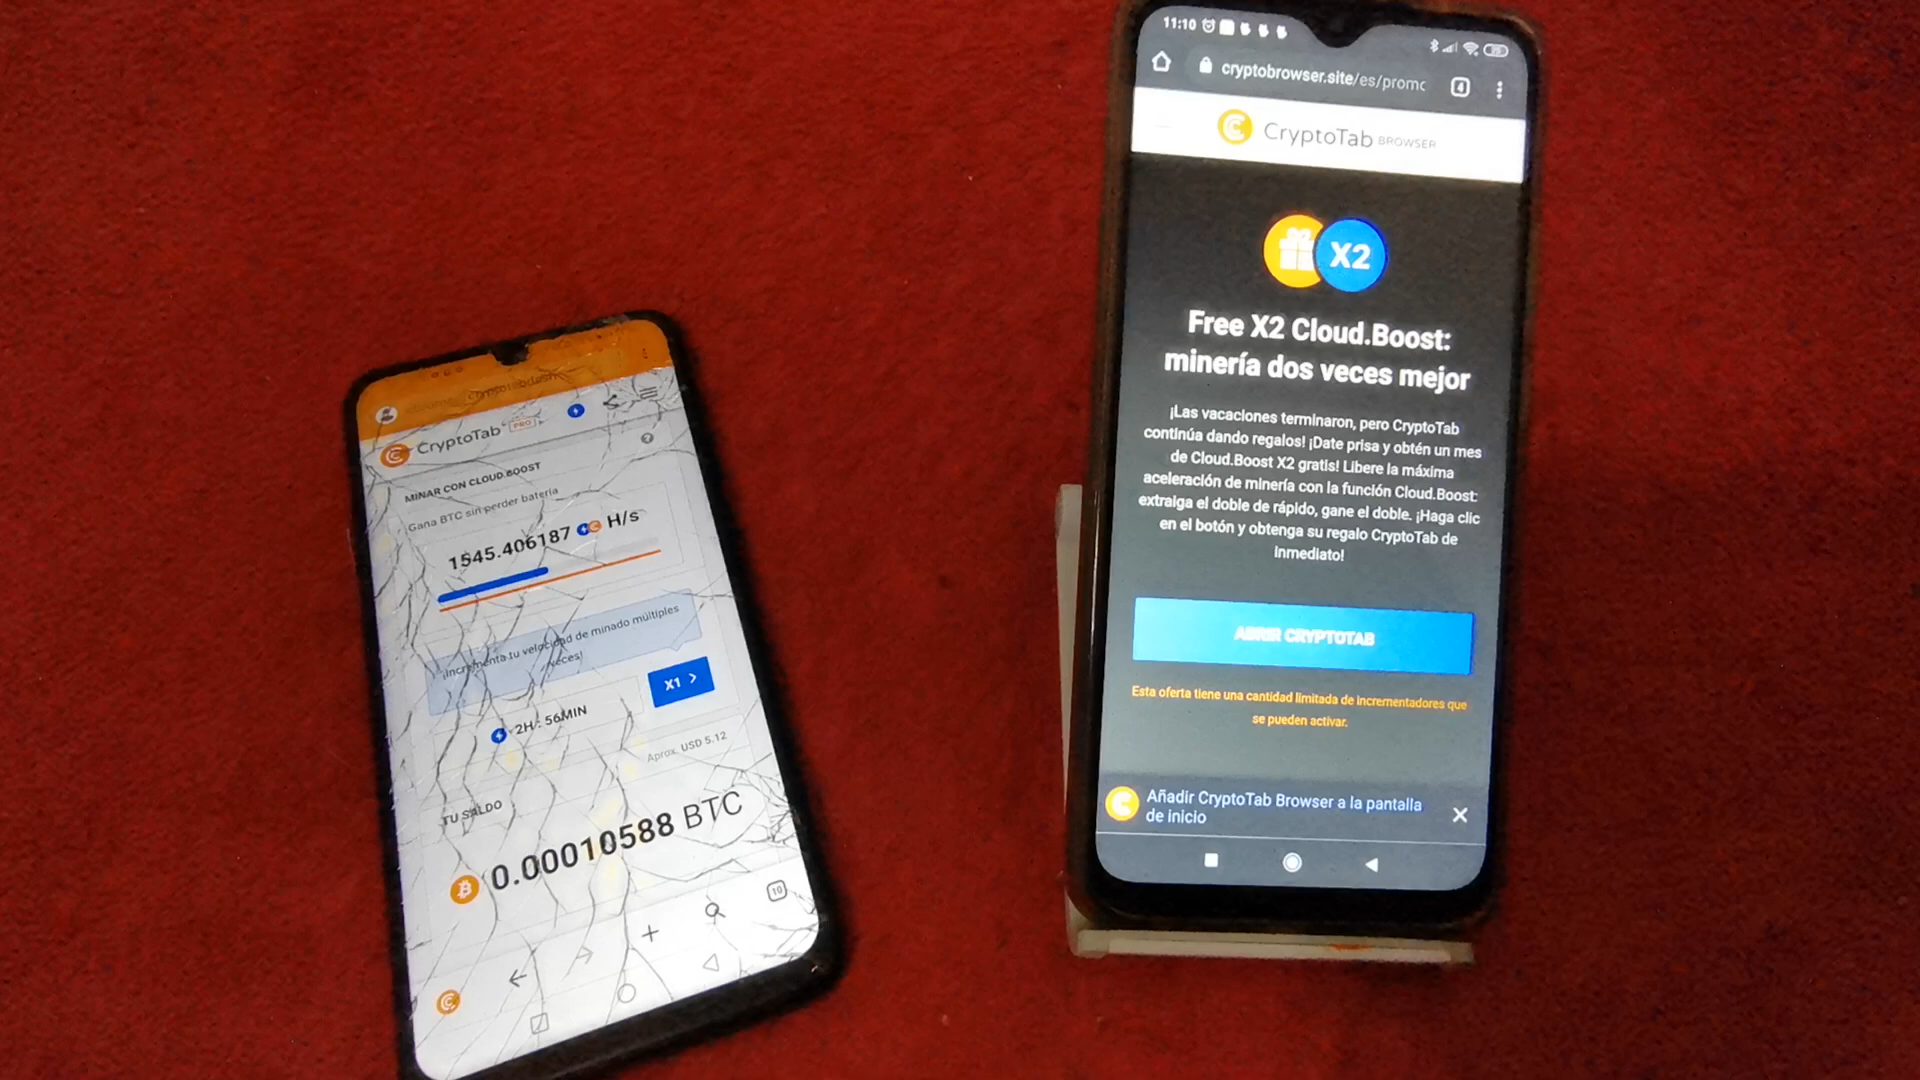 CryptoTab PRO
MINAR CON CLOUD.BOOST
Gana BTC sin perder batería
1545.406187 H/s
¡Incrementa tu velocidad de minado múltiples
veces!
X1 >
2H : 56MIN
Aprox. USD 5.12
TU SALDO
0.00010588 BTC
10
11:10
cryptobrowser.site/es/promo
4
CryptoTab BROWSER
X2
Free X2 Cloud.Boost:
minería dos veces mejor
¡Las vacaciones terminaron, pero CryptoTab
continúa dando regalos! ¡Date prisa y obtén un mes
de Cloud.Boost X2 gratis! Libere la máxima
aceleración de minería con la función Cloud.Boost:
extraiga el doble de rápido, gane el doble. ¡Haga clic
en el botón y obtenga su regalo CryptoTab de
inmediato!
ABRIR CRYPTOTAB
Esta oferta tiene una cantidad limitada de incrementadores que
se pueden activar.
Añadir CryptoTab Browser a la pantalla
de inicio